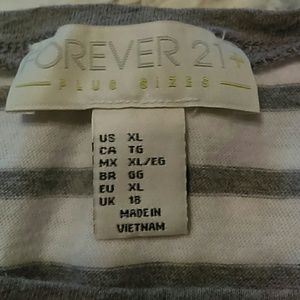 FOREVER 21+
PLUS SIZES
US XL
CA TG
MX XL/EG
BR GG
EU XL
UK 18
MADE IN
VIETNAM